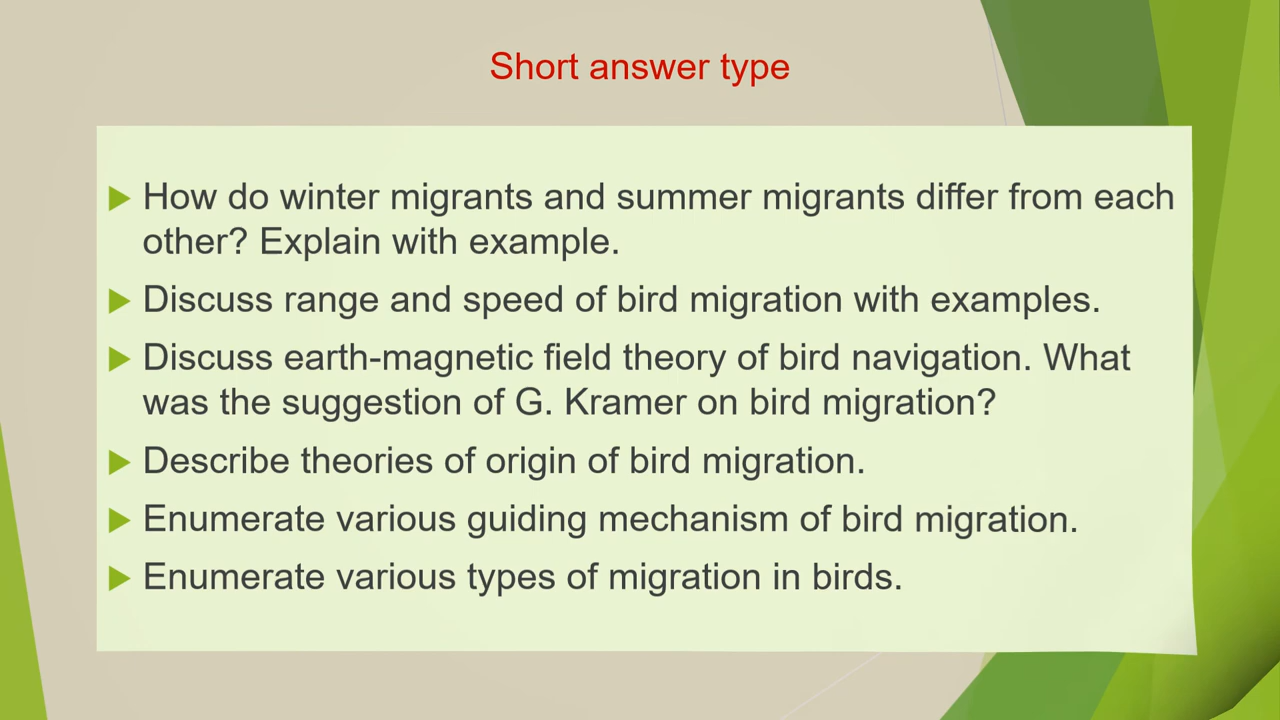 Short answer type
How do winter migrants and summer migrants differ from each
other? Explain with example.
Discuss range and speed of bird migration with examples.
Discuss earth-magnetic field theory of bird navigation. What
was the suggestion of G. Kramer on bird migration?
Describe theories of origin of bird migration.
Enumerate various guiding mechanism of bird migration.
Enumerate various types of migration in birds.